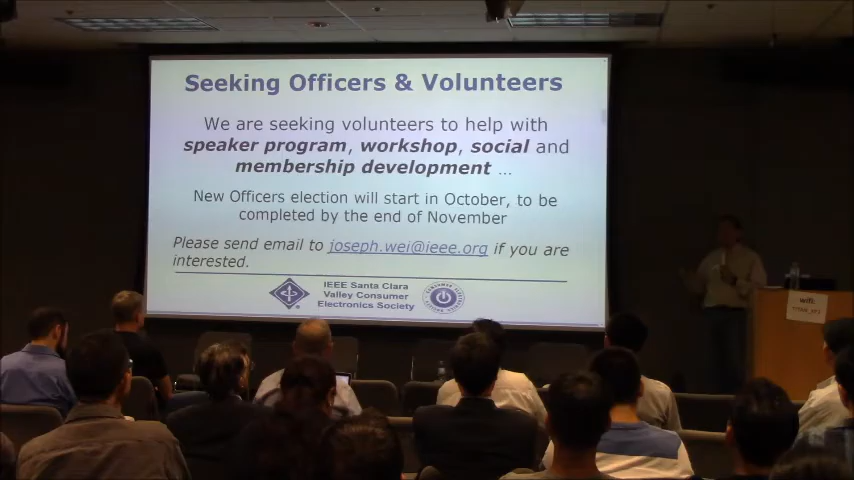 Seeking Officers & Volunteers
We are seeking volunteers to help with
speaker program, workshop, social and
membership development ...
New Officers election will start in October, to be
completed by the end of November
Please send email to joseph.wei@ieee.org if you are
interested.
IEEE Santa Clara
Valley Consumer
Electronics Society
wifi: